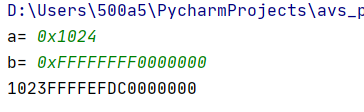 D:\Users\500a5\PycharmProjects\avs_p
a= 0x1024
b= 0xFFFFFFFF0000000
1023FFFFEFDC0000000